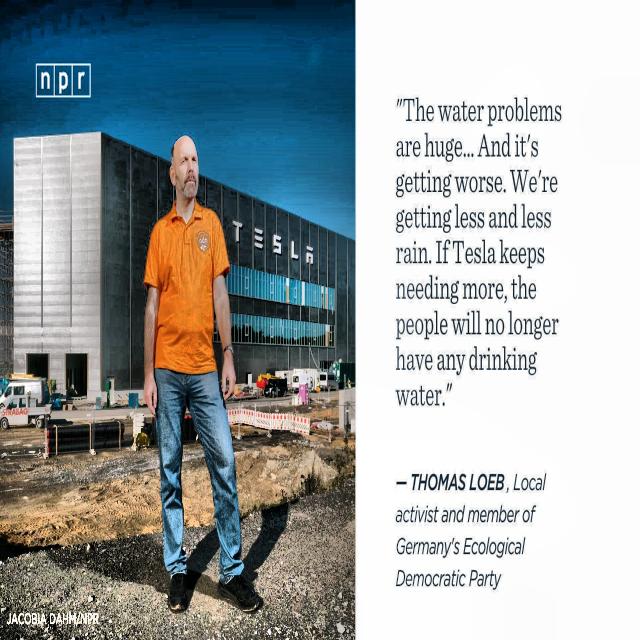 npr
TESLA
"The water problems
are huge... And it's
getting worse. We're
getting less and less
rain. If Tesla keeps
needing more, the
people will no longer
have any drinking
water."
— THOMAS LOEB, Local
activist and member of
Germany's Ecological
Democratic Party
STRABAG
JACOBIA DAHM/NPR